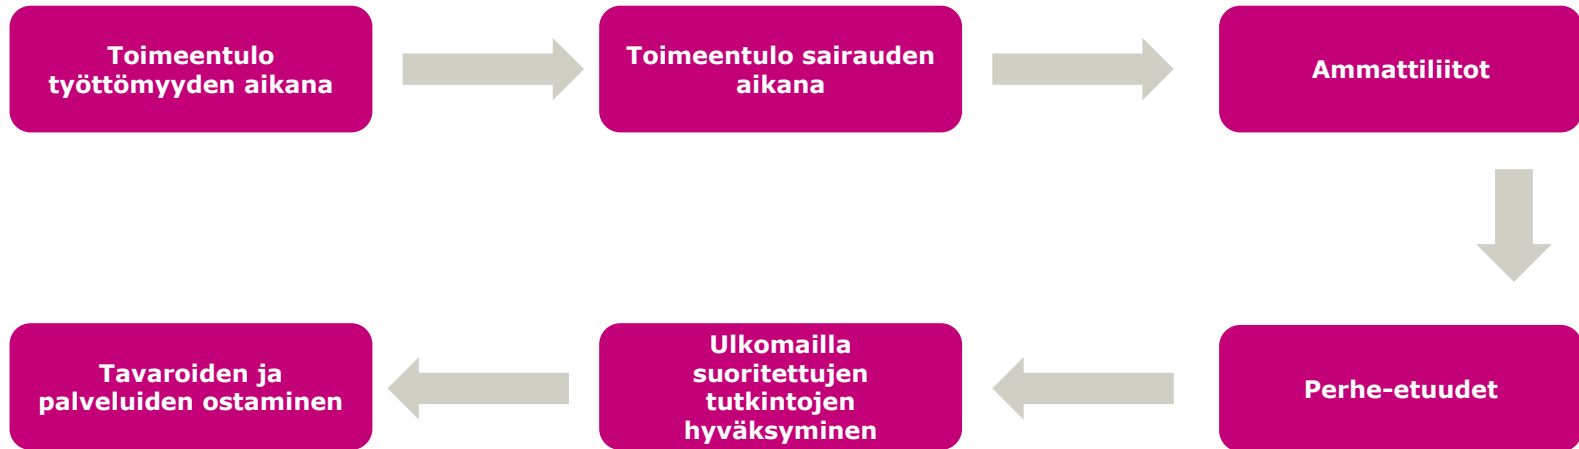 Toimeentulo
työttömyyden aikana
Toimeentulo sairauden
aikana
Ammattiliitot
Perhe-etuudet
Ulkomailla
suoritettujen
tutkintojen
hyväksyminen
Tavaroiden ja
palveluiden ostaminen